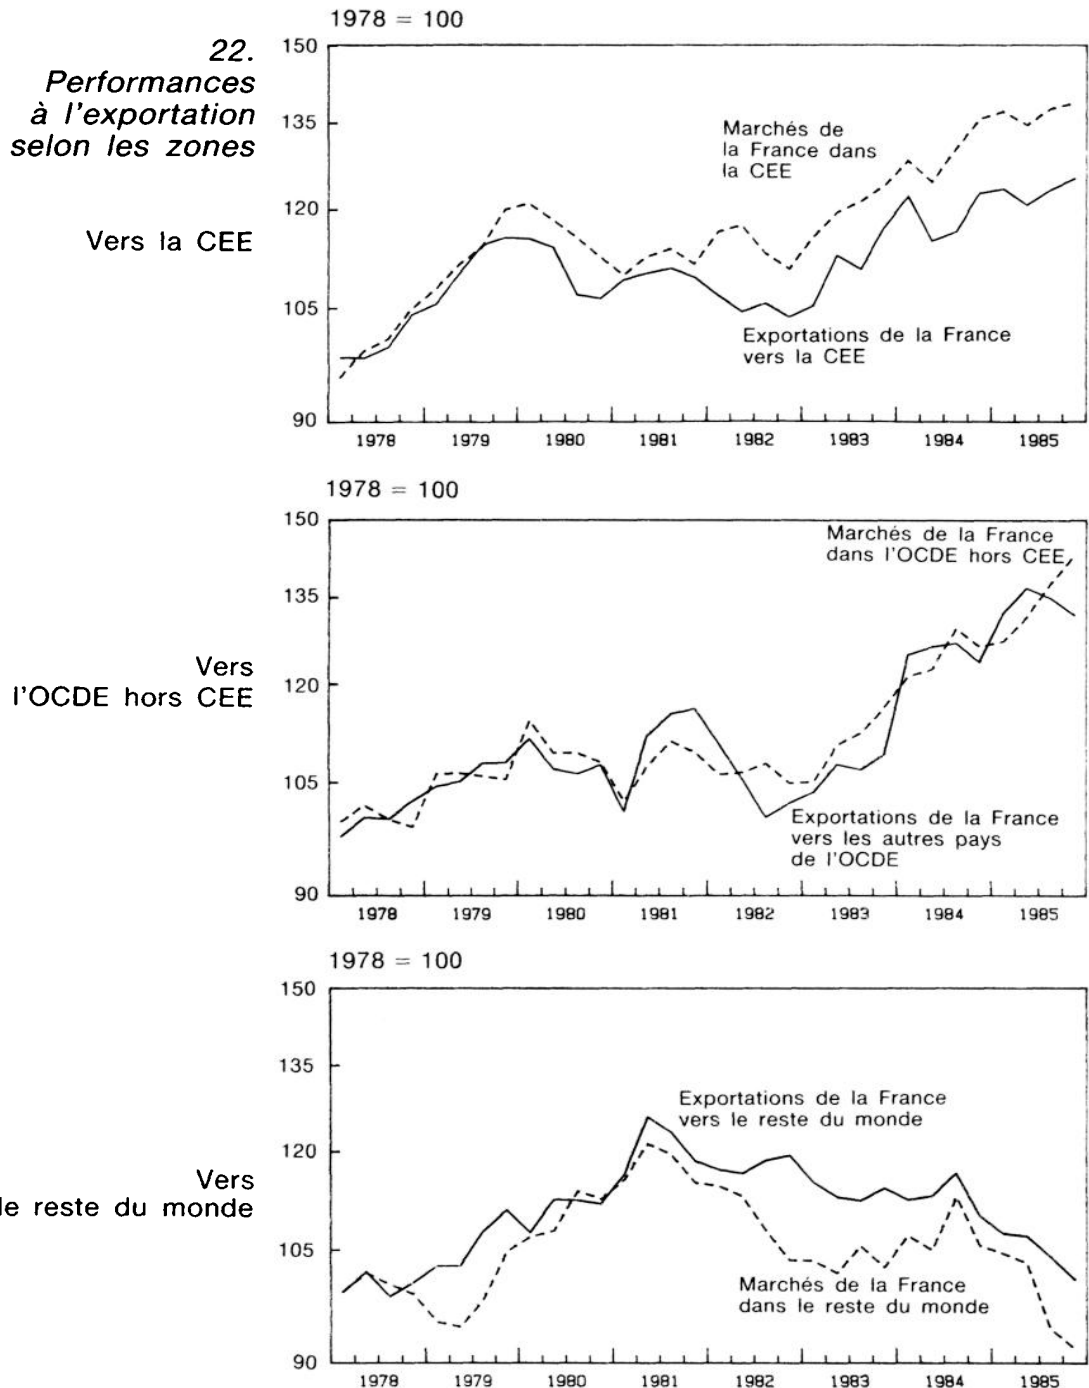 22.
Performances
à l'exportation
selon les zones
Vers la CEE
1978 = 100
150
135
120
105
90
Marchés de
la France dans
la CEE
Exportations de la France
vers la CEE
1978 1979 1980 1981 1982 1983 1984 1985
Vers
l'OCDE hors CEE
1978 = 100
150
135
120
105
90
Marchés de la France
dans l'OCDE hors CEE
Exportations de la France
vers les autres pays
de l'OCDE
1978 1979 1980 1981 1982 1983 1984 1985
Vers
le reste du monde
1978 = 100
150
135
120
105
90
Exportations de la France
vers le reste du monde
Marchés de la France
dans le reste du monde
1978 1979 1980 1981 1982 1983 1984 1985